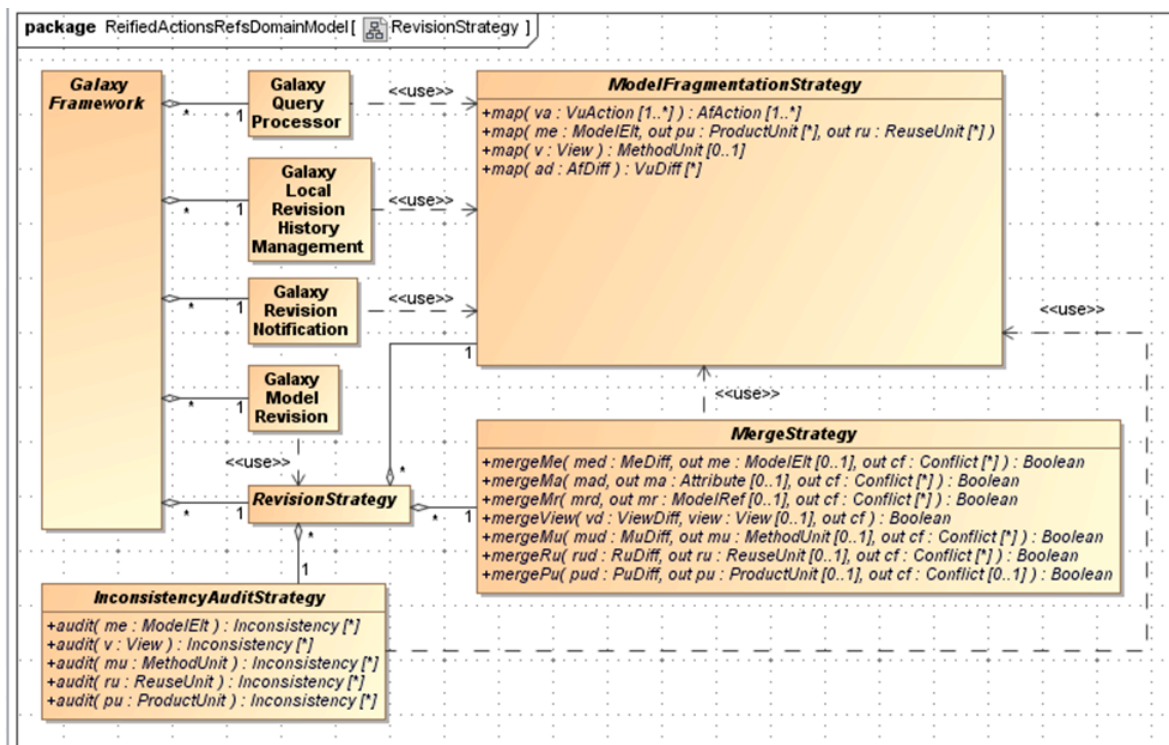 package ReifiedActionsRefsDomainModel[ RevisionStrategy ]
Galaxy
Framework
*
1
Galaxy
Query
Processor
<<use>>
ModelFragmentationStrategy
+map( va : VuAction [1..*] ) : AfAction [1..*]
+map( me : ModelElt, out pu : ProductUnit [*], out ru : ReuseUnit [*] )
+map( v : View ) : MethodUnit [0..1]
+map( ad : AfDiff ) : VuDiff [*]
*
1
Galaxy
Local
Revision
History
Management
<<use>>
*
1
Galaxy
Revision
Notification
<<use>>
<<use>>
1
*
1
Galaxy
Model
Revision
<<use>>
<<use>>
*
1
RevisionStrategy
*
*
1
*
1
MergeStrategy
+mergeMe( med : MeDiff, out me : ModelElt [0..1], out cf : Conflict [*] ) : Boolean
+mergeMa( mad, out ma : Attribute [0..1], out cf : Conflict [*] ) : Boolean
+mergeMr( mrd, out mr : ModelRef [0..1], out cf : Conflict [*] ) : Boolean
+mergeView( vd : ViewDiff, view : View [0..1], out cf ) : Boolean
+mergeMu( mud : MuDiff, out mu : MethodUnit [0..1], out cf : Conflict [*] ) : Boolean
+mergeRu( rud : RuDiff, out ru : ReuseUnit [0..1], out cf : Conflict [*] ) : Boolean
+mergePu( pud : PuDiff, out pu : ProductUnit [0..1], out cf : Conflict [0..1] ) : Boolean
InconsistencyAuditStrategy
+audit( me : ModelElt ) : Inconsistency [*]
+audit( v : View ) : Inconsistency [*]
+audit( mu : MethodUnit ) : Inconsistency [*]
+audit( ru : ReuseUnit ) : Inconsistency [*]
+audit( pu : ProductUnit ) : Inconsistency [*]